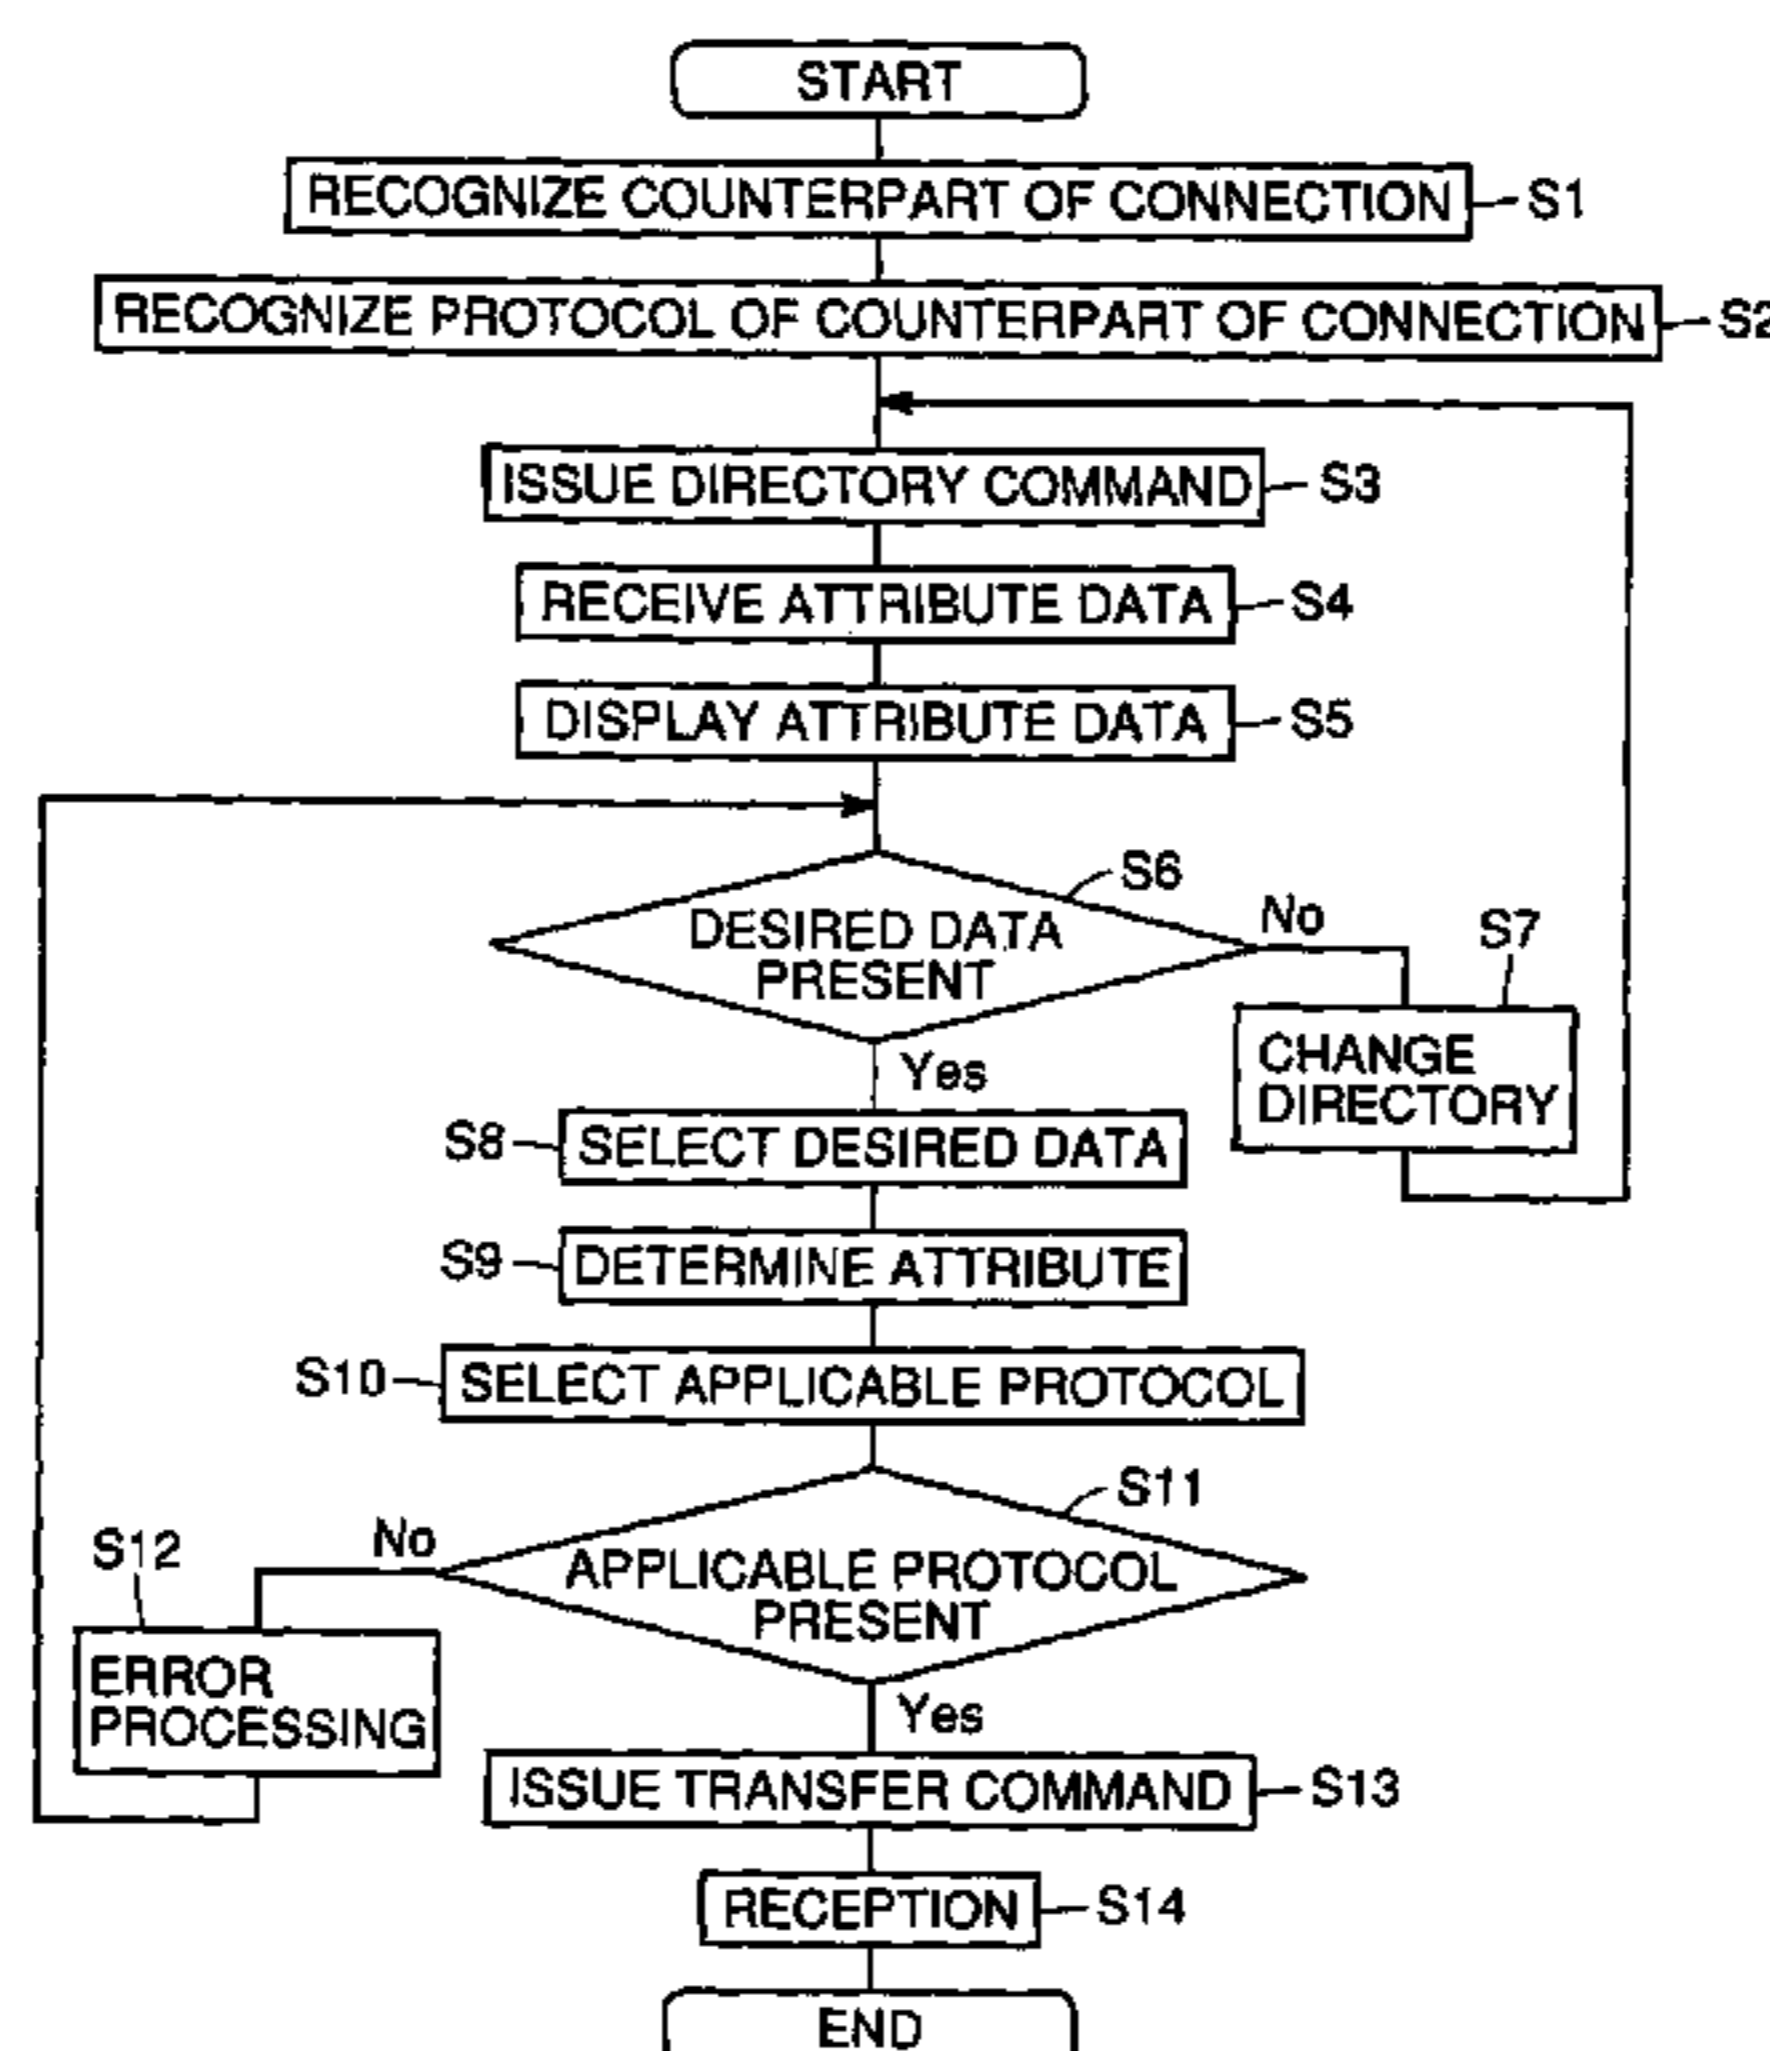 START
RECOGNIZE COUNTERPART OF CONNECTION S1
RECOGNIZE PROTOCOL OF COUNTERPART OF CONNECTION S2
ISSUE DIRECTORY COMMAND S3
RECEIVE ATTRIBUTE DATA S4
DISPLAY ATTRIBUTE DATA S5
S6
DESIRED DATA
PRESENT
No
S7
CHANGE
DIRECTORY
Yes
S8 SELECT DESIRED DATA
S9 DETERMINE ATTRIBUTE
S10 SELECT APPLICABLE PROTOCOL
S11
APPLICABLE PROTOCOL
PRESENT
No
S12
ERROR
PROCESSING
Yes
ISSUE TRANSFER COMMAND S13
RECEPTION S14
END